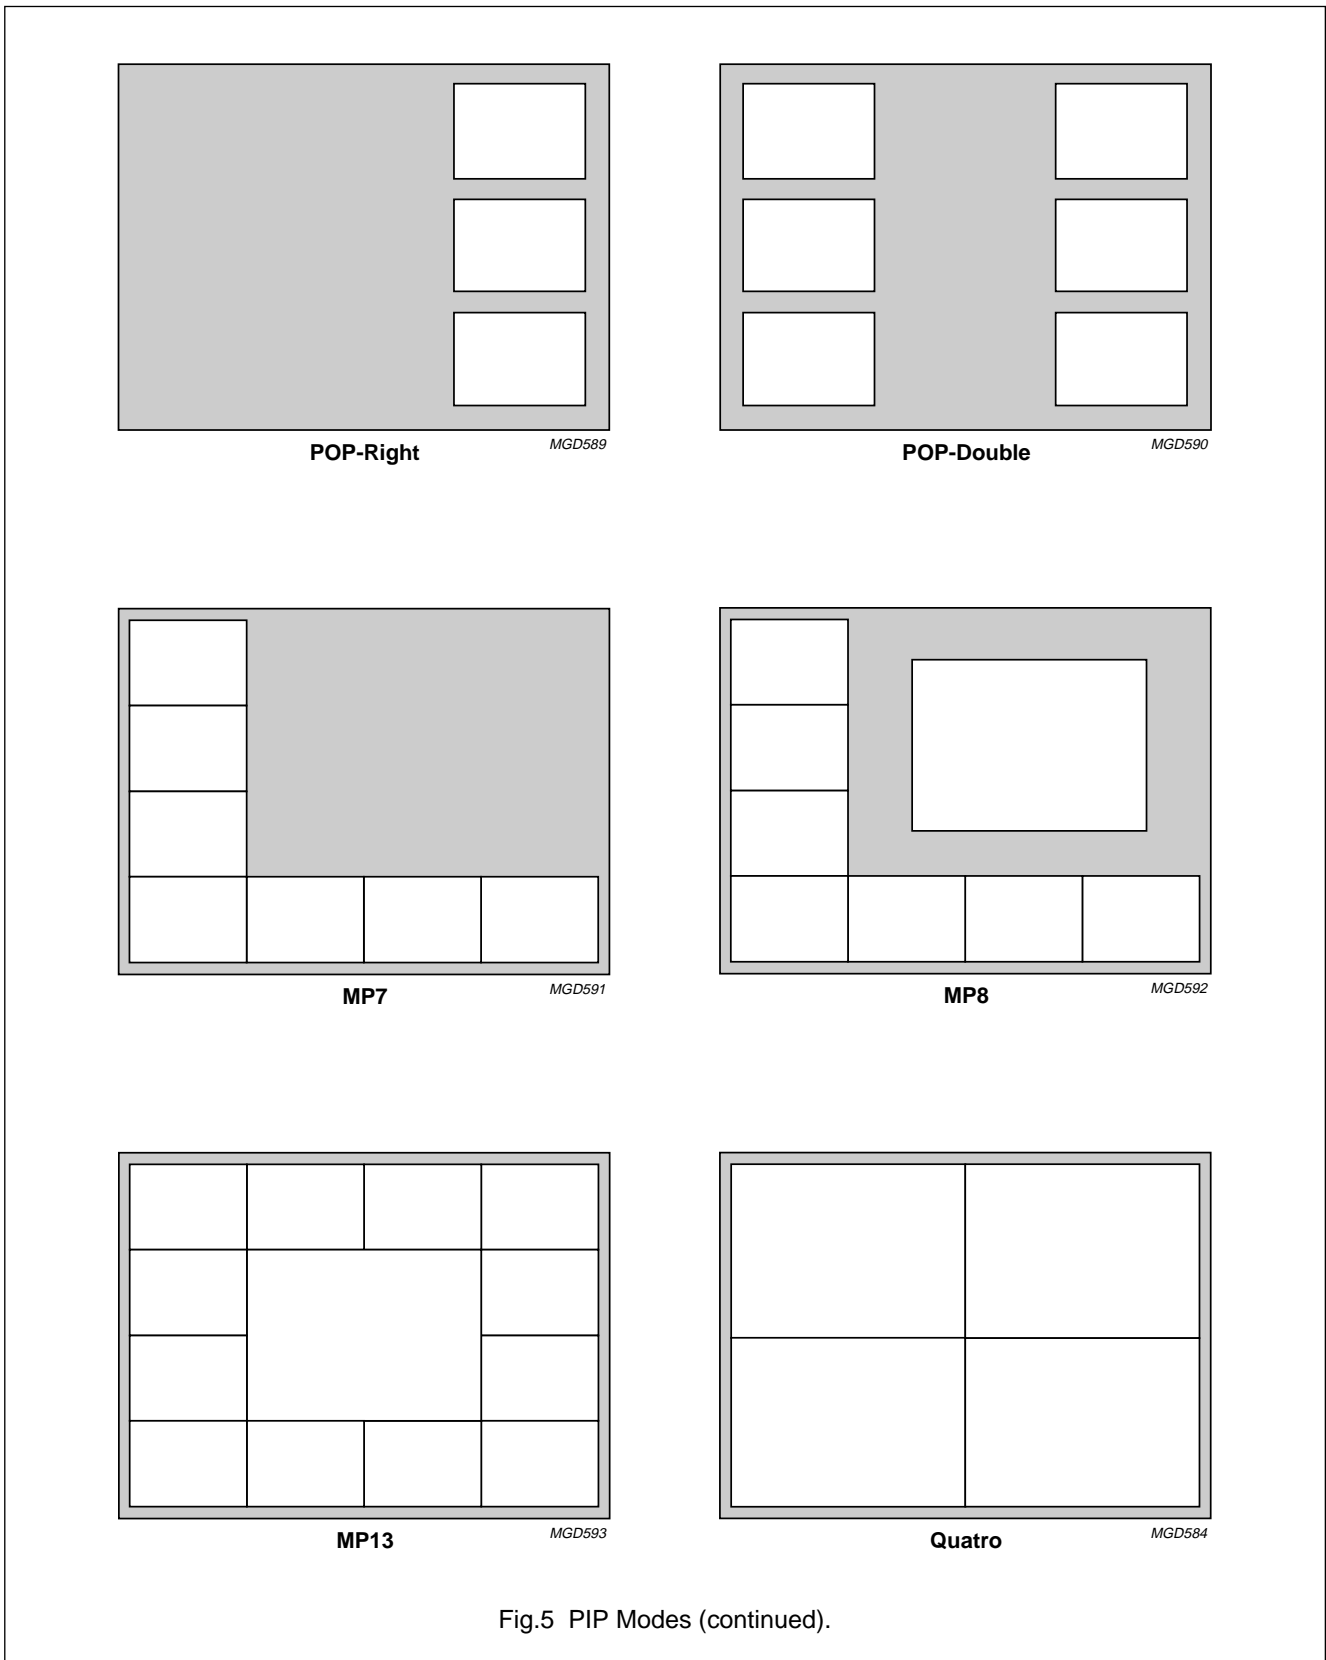 POP-Right
MGD589
POP-Double
MGD590
MP7
MGD591
MP8
MGD592
MP13
MGD593
Quatro
MGD584
Fig.5 PIP Modes (continued).